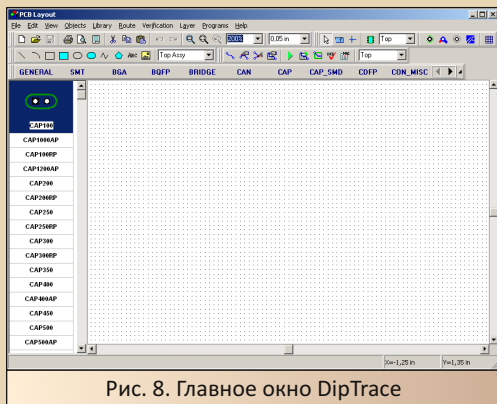 PCB Layout
File Edit View Objects Library Route Verification Layer Programs Help
200% 0,05 in Top
Abc Top Assy Top
GENERAL SMT BGA BQFP BRIDGE CAN CAP CAP_SMD CDFP CON_MISC
CAP100
CAP1000AP
CAP100RP
CAP1200AP
CAP200
CAP200RP
CAP250
CAP250RP
CAP300
CAP300RP
CAP350
CAP400
CAP400AP
CAP450
CAP500
CAP500AP
X=-1,25 in Y=1,35 in
Рис. 8. Главное окно DipTrace